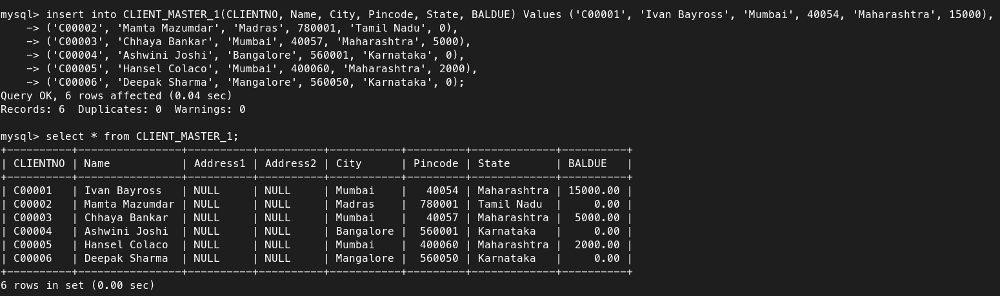 mysql> insert into CLIENT_MASTER_1(CLIENTNO, Name, City, Pincode, State, BALDUE) Values ('C00001', 'Ivan Bayross', 'Mumbai', 40054, 'Maharashtra', 15000),
    -> ('C00002', 'Mamta Mazumdar', 'Madras', 780001, 'Tamil Nadu', 0),
    -> ('C00003', 'Chhaya Bankar', 'Mumbai', 40057, 'Maharashtra', 5000),
    -> ('C00004', 'Ashwini Joshi', 'Bangalore', 560001, 'Karnataka', 0),
    -> ('C00005', 'Hansel Colaco', 'Mumbai', 400060, 'Maharashtra', 2000),
    -> ('C00006', 'Deepak Sharma', 'Mangalore', 560050, 'Karnataka', 0);
Query OK, 6 rows affected (0.04 sec)
Records: 6  Duplicates: 0  Warnings: 0

mysql> select * from CLIENT_MASTER_1;
+----------+----------------+----------+----------+-----------+---------+-------------+----------+
| CLIENTNO | Name           | Address1 | Address2 | City      | Pincode | State       | BALDUE   |
+----------+----------------+----------+----------+-----------+---------+-------------+----------+
| C00001   | Ivan Bayross   | NULL     | NULL     | Mumbai    |   40054 | Maharashtra | 15000.00 |
| C00002   | Mamta Mazumdar | NULL     | NULL     | Madras    |  780001 | Tamil Nadu  |     0.00 |
| C00003   | Chhaya Bankar  | NULL     | NULL     | Mumbai    |   40057 | Maharashtra |  5000.00 |
| C00004   | Ashwini Joshi  | NULL     | NULL     | Bangalore |  560001 | Karnataka   |     0.00 |
| C00005   | Hansel Colaco  | NULL     | NULL     | Mumbai    |  400060 | Maharashtra |  2000.00 |
| C00006   | Deepak Sharma  | NULL     | NULL     | Mangalore |  560050 | Karnataka   |     0.00 |
+----------+----------------+----------+----------+-----------+---------+-------------+----------+
6 rows in set (0.00 sec)